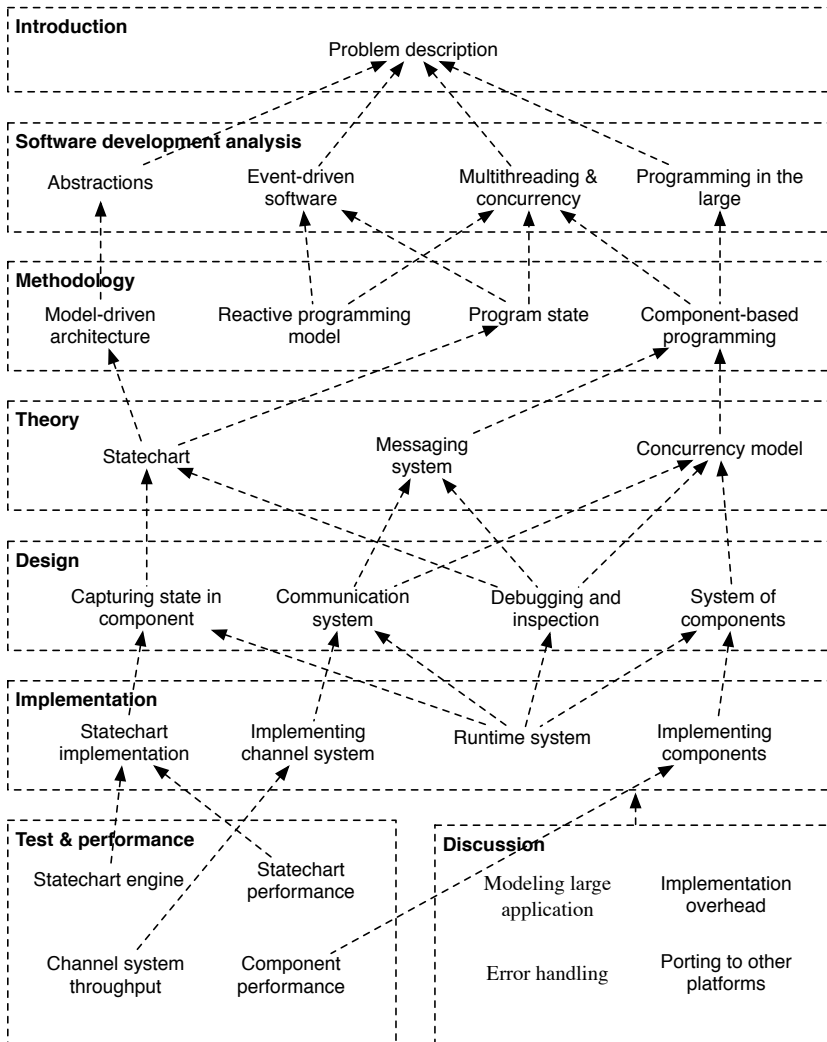 Introduction
Problem description
Software development analysis
Abstractions
Event-driven
software
Multithreading &
concurrency
Programming in the
large
Methodology
Model-driven
architecture
Reactive programming
model
Program state
Component-based
programming
Theory
Statechart
Messaging
system
Concurrency model
Design
Capturing state in
component
Communication
system
Debugging and
inspection
System of
components
Implementation
Statechart
implementation
Implementing
channel system
Runtime system
Implementing
components
Test & performance
Statechart engine
Statechart
performance
Channel system
throughput
Component
performance
Discussion
Modeling large
application
Implementation
overhead
Error handling
Porting to other
platforms